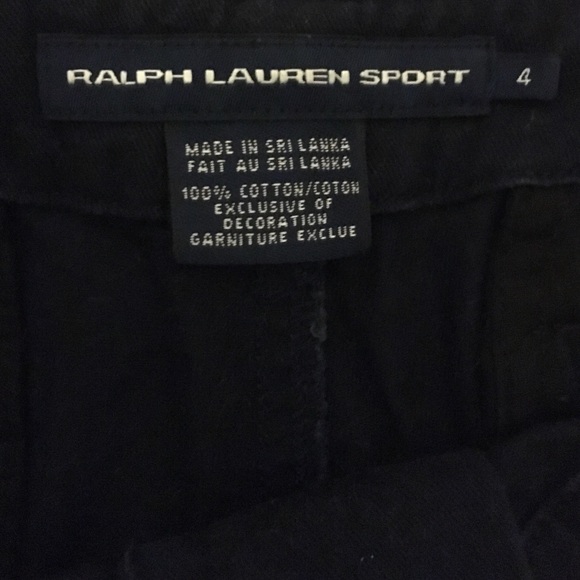 RALPH LAUREN SPORT 4
MADE IN SRI LANKA
FAIT AU SRI LANKA
100% COTTON/COTON
EXCLUSIVE OF
DECORATION
GARNITURE EXCLUE